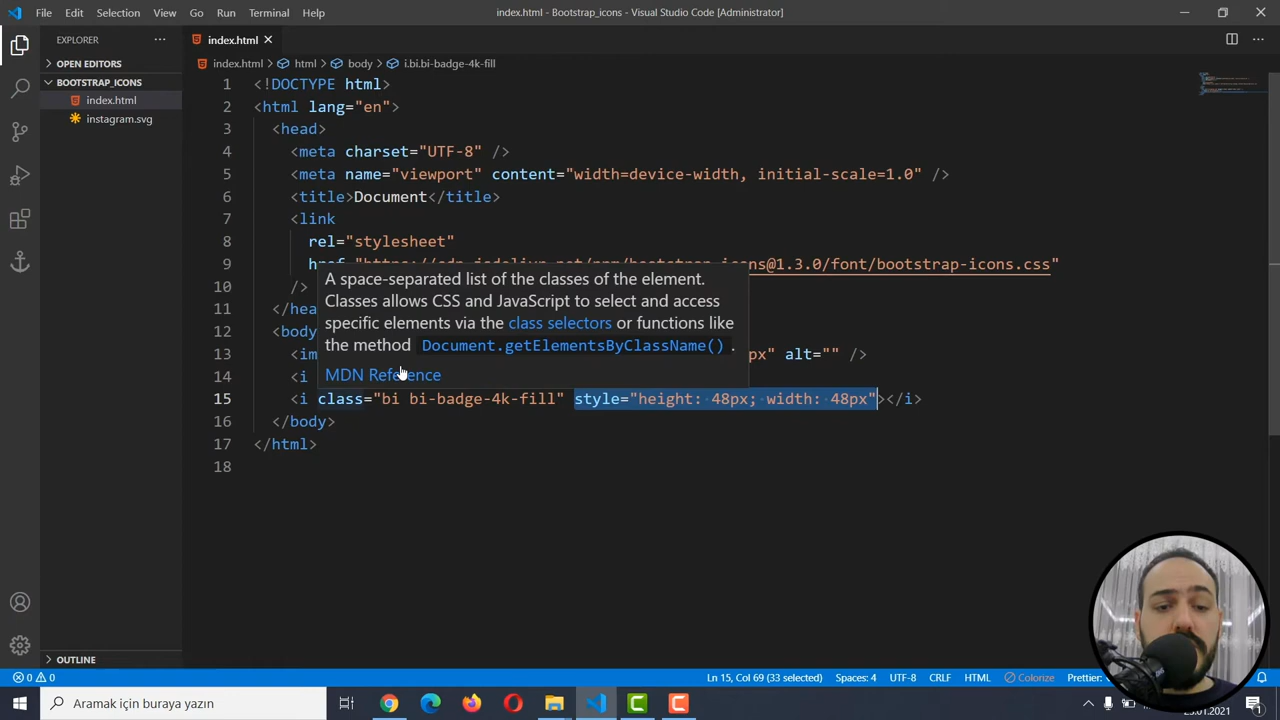 File Edit Selection View Go Run Terminal Help
index.html - Bootstrap_icons - Visual Studio Code [Administrator]
EXPLORER
index.html
OPEN EDITORS
BOOTSTRAP_ICONS
index.html
instagram.svg
index.html > html > body > i.bi.bi-badge-4k-fill
1 <!DOCTYPE html>
2 <html lang="en">
3 <head>
4 <meta charset="UTF-8" />
5 <meta name="viewport" content="width=device-width, initial-scale=1.0" />
6 <title>Document</title>
7 <link
8 rel="stylesheet"
9 icons@1.3.0/font/bootstrap-icons.css"
10 />
11
12 <body
13 px" alt="" />
14 <i
15 <i class="bi bi-badge-4k-fill" style="height: 48px; width: 48px"></i>
16 </body>
17 </html>
18
A space-separated list of the classes of the element.
Classes allows CSS and JavaScript to select and access
specific elements via the class selectors or functions like
the method Document.getElementsByClassName().
MDN Reference
OUTLINE
0 0
Ln 15, Col 69 (33 selected) Spaces: 4 UTF-8 CRLF HTML Colorize Prettier:
Aramak için buraya yazın
1